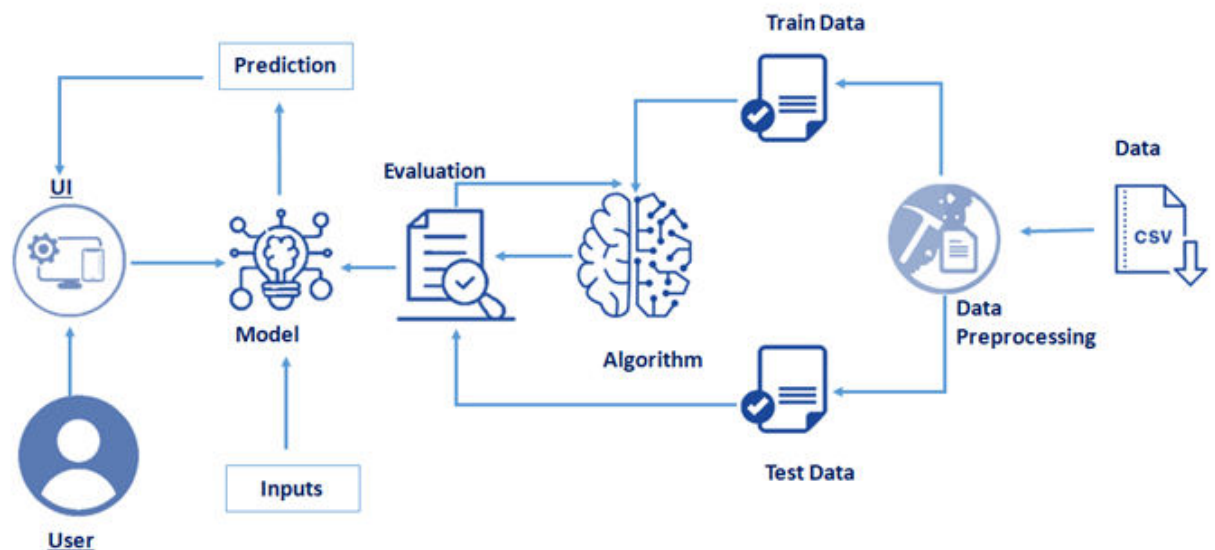 Train Data
Prediction
Data
Evaluation
UI
CSV
Data
Preprocessing
Model
Algorithm
Test Data
Inputs
User